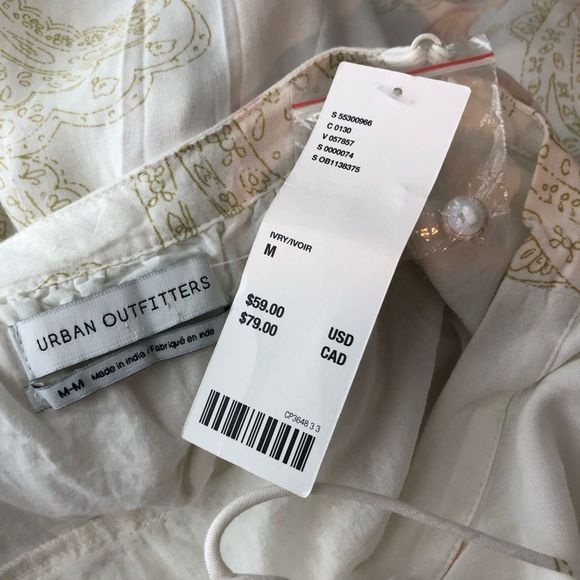 S 55300966
C 0130
V 057857
S 0000074
S OB1138375
IVRY/IVOIR
M
$59.00 USD
$79.00 CAD
CP3648 3 3
URBAN OUTFITTERS
M-M Made in India / Fabriqué en Inde